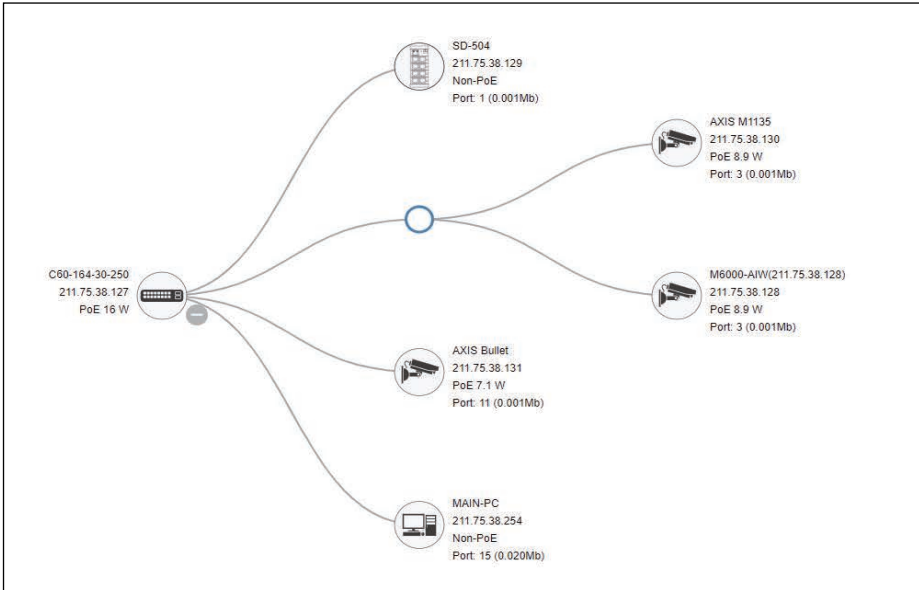 SD-504
211.75.38.129
Non-PoE
Port: 1 (0.001Mb)
AXIS M1135
211.75.38.130
PoE 8.9 W
Port: 3 (0.001Mb)
C60-164-30-250
211.75.38.127
PoE 16 W
M6000-AIW(211.75.38.128)
211.75.38.128
PoE 8.9 W
Port: 3 (0.001Mb)
AXIS Bullet
211.75.38.131
PoE 7.1 W
Port: 11 (0.001Mb)
MAIN-PC
211.75.38.254
Non-PoE
Port: 15 (0.020Mb)